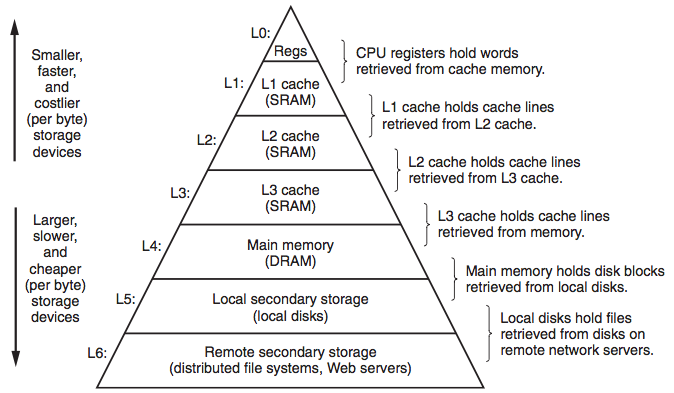 Smaller,
faster,
and
costlier
(per byte)
storage
devices
Larger,
slower,
and
cheaper
(per byte)
storage
devices
L0:
Regs
L1:
L1 cache
(SRAM)
L2:
L2 cache
(SRAM)
L3:
L3 cache
(SRAM)
L4:
Main memory
(DRAM)
L5:
Local secondary storage
(local disks)
L6:
Remote secondary storage
(distributed file systems, Web servers)
CPU registers hold words
retrieved from cache memory.
L1 cache holds cache lines
retrieved from L2 cache.
L2 cache holds cache lines
retrieved from L3 cache.
L3 cache holds cache lines
retrieved from memory.
Main memory holds disk blocks
retrieved from local disks.
Local disks hold files
retrieved from disks on
remote network servers.